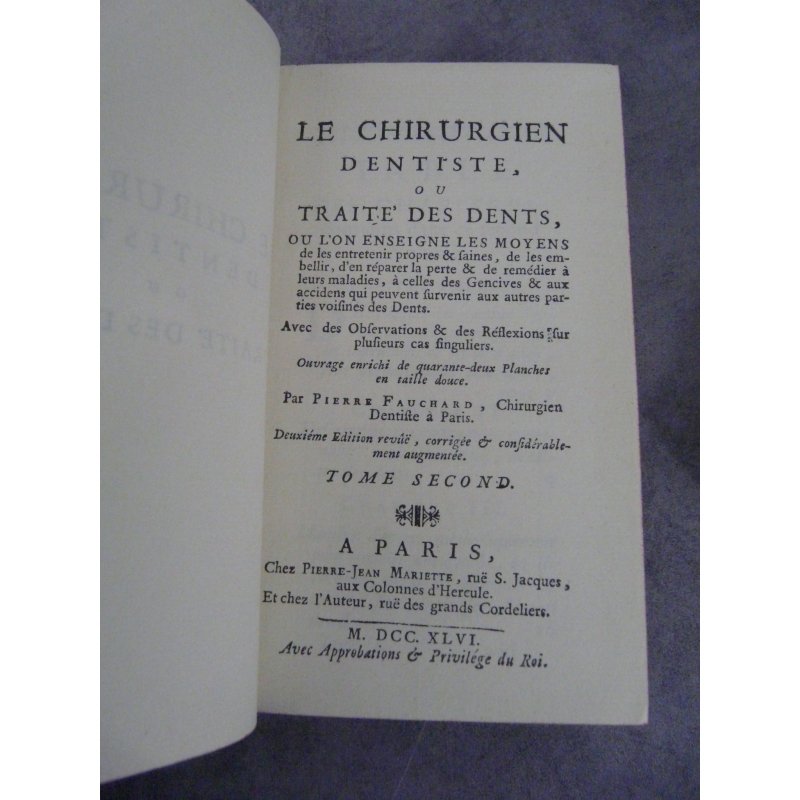 LE CHIRURGIEN
DENTISTE,
OU
TRAITE' DES DENTS,
OU L'ON ENSEIGNE LES MOYENS
de les entretenir propres & ſaines, de les em-
bellir, d'en réparer la perte & de remédier à
leurs maladies, à celles des Gencives & aux
accidens qui peuvent ſurvenir aux autres par-
ties voiſines des Dents.
Avec des Obſervations & des Réflexions ſur
pluſieurs cas ſinguliers.
Ouvrage enrichi de quarante-deux Planches
en taille douce.
Par PIERRE FAUCHARD, Chirurgien
Dentiſte à Paris.
Deuxiéme Edition revûë, corrigée & conſidérable-
ment augmentée.
TOME SECOND.
A PARIS,
Chez PIERRE-JEAN MARIETTE, ruë S. Jacques,
aux Colonnes d'Hercule.
Et chez l'Auteur, ruë des grands Cordeliers.
M. DCC. XLVI.
Avec Approbations & Privilége du Roi.